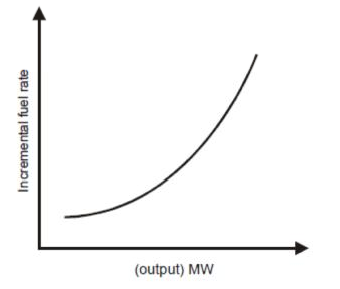 Incremental fuel rate
(output) MW